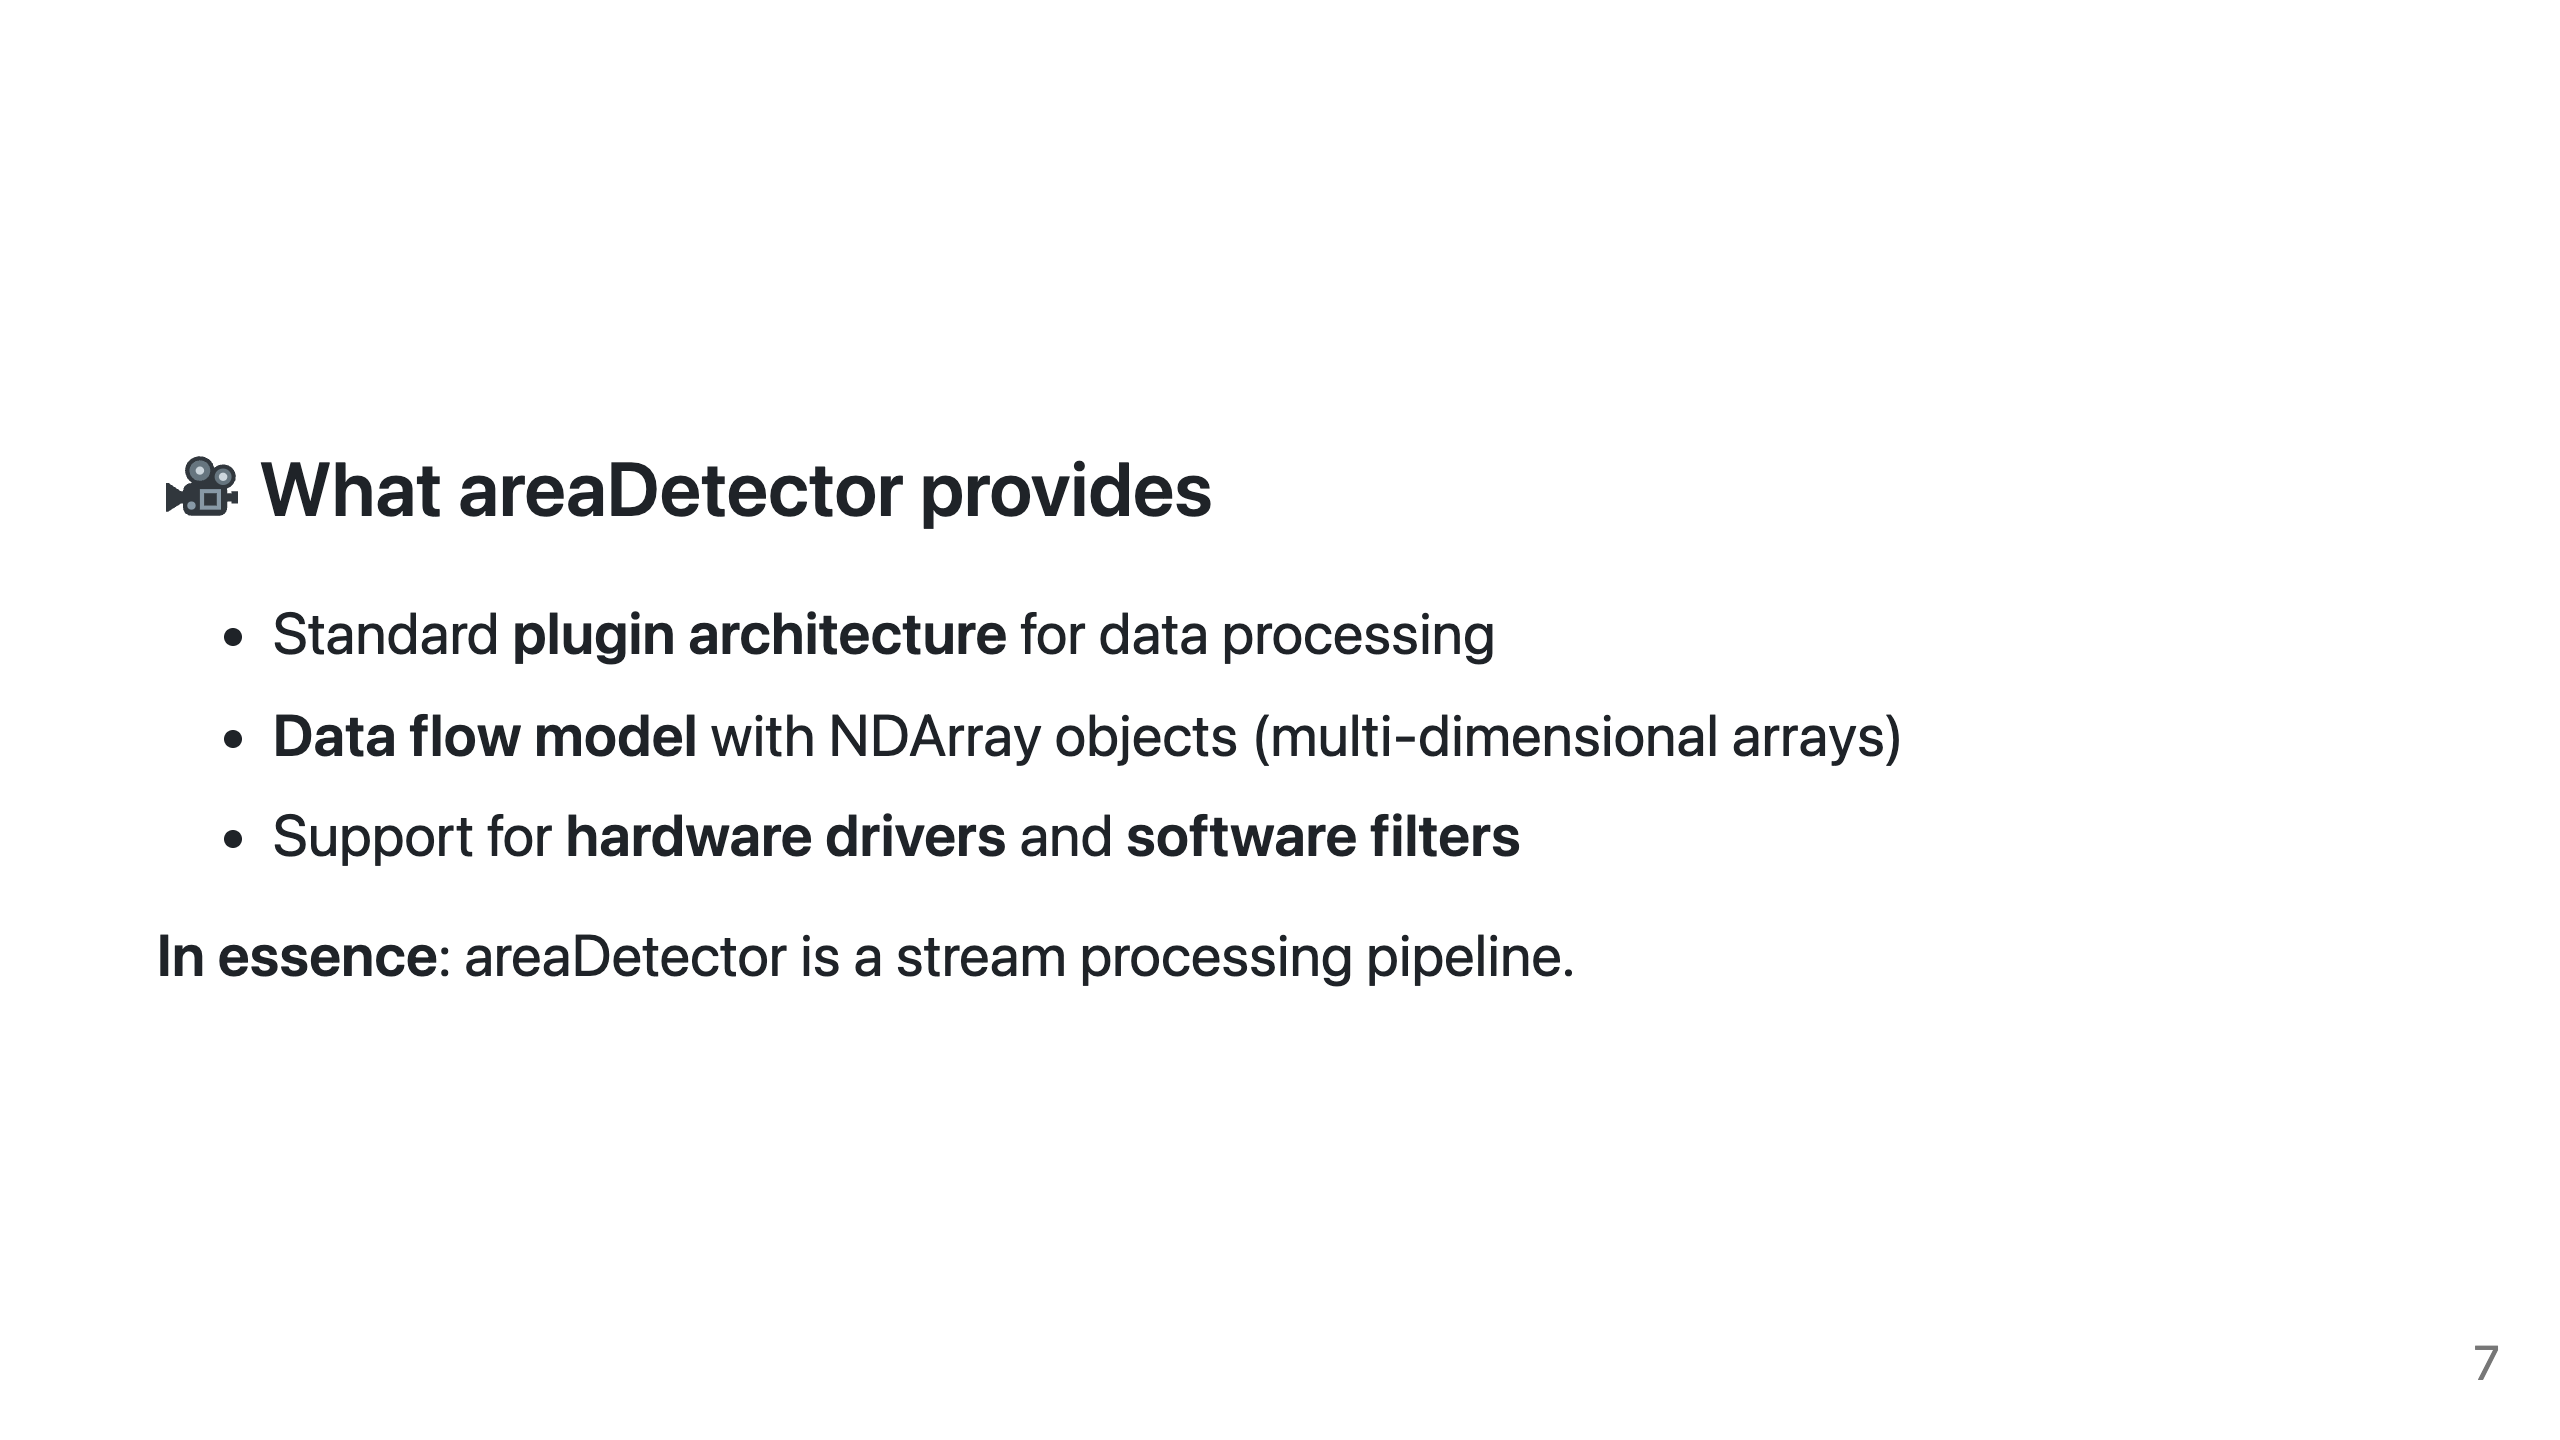 What areaDetector provides
• Standard plugin architecture for data processing
• Data flow model with NDArray objects (multi-dimensional arrays)
• Support for hardware drivers and software filters
In essence: areaDetector is a stream processing pipeline.
7